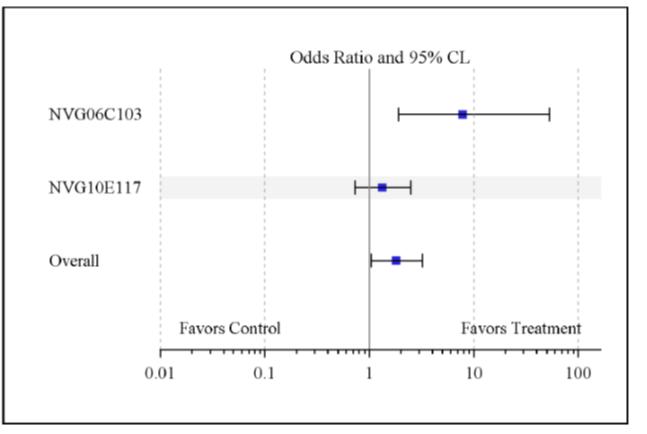 Odds Ratio and 95% CL
NVG06C103
NVG10E117
Overall
Favors Control Favors Treatment
0.01 0.1 1 10 100